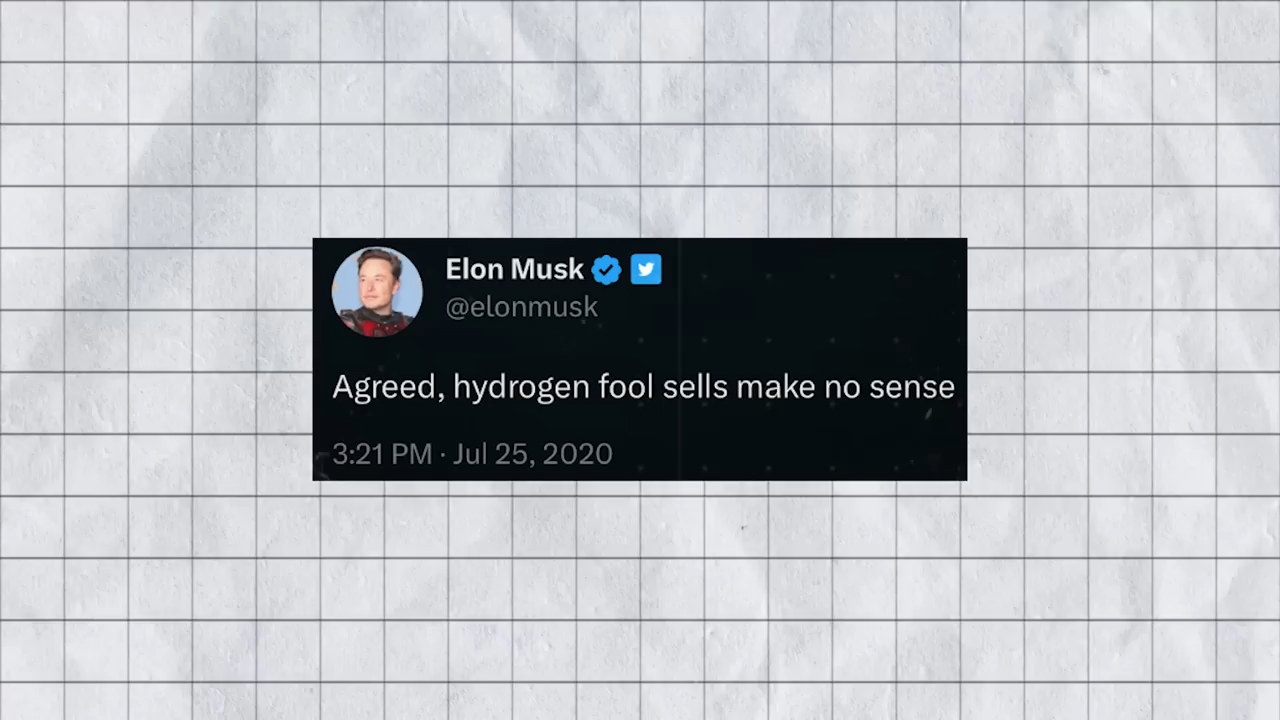 Elon Musk
@elonmusk
Agreed, hydrogen fool sells make no sense
3:21 PM · Jul 25, 2020